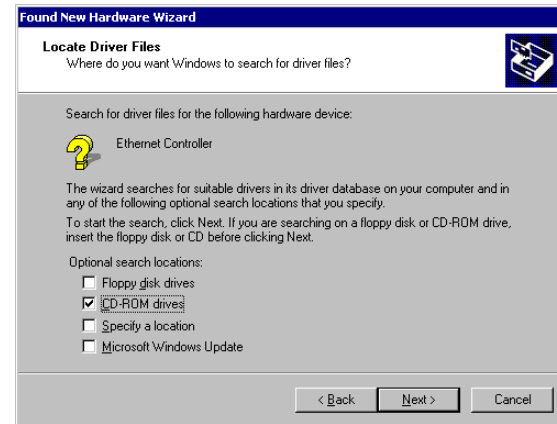 Found New Hardware Wizard
Locate Driver Files
Where do you want Windows to search for driver files?
Search for driver files for the following hardware device:
Ethernet Controller
The wizard searches for suitable drivers in its driver database on your computer and in
any of the following optional search locations that you specify.
To start the search, click Next. If you are searching on a floppy disk or CD-ROM drive,
insert the floppy disk or CD before clicking Next.
Optional search locations:
Floppy disk drives
CD-ROM drives
Specify a location
Microsoft Windows Update
< Back Next > Cancel